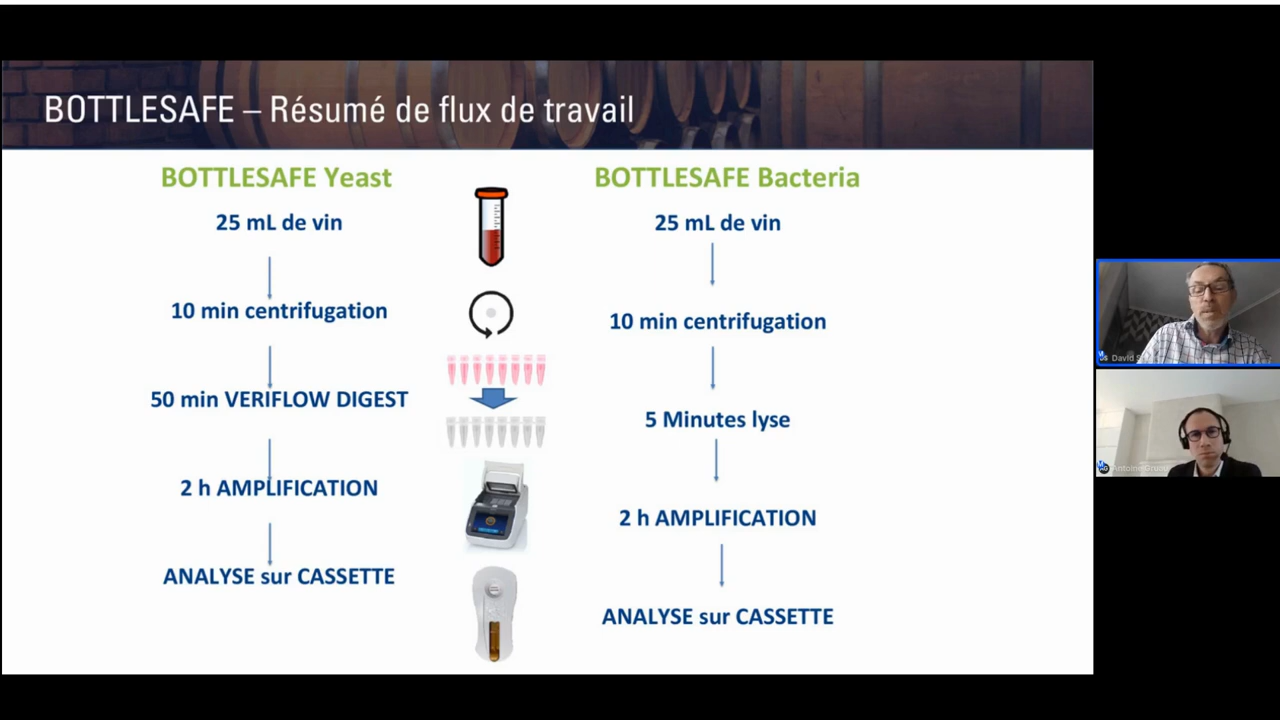 BOTTLESAFE – Résumé de flux de travail
BOTTLESAFE Yeast
25 mL de vin
10 min centrifugation
50 min VERIFLOW DIGEST
2 h AMPLIFICATION
ANALYSE sur CASSETTE
BOTTLESAFE Bacteria
25 mL de vin
10 min centrifugation
5 Minutes lyse
2 h AMPLIFICATION
ANALYSE sur CASSETTE
David